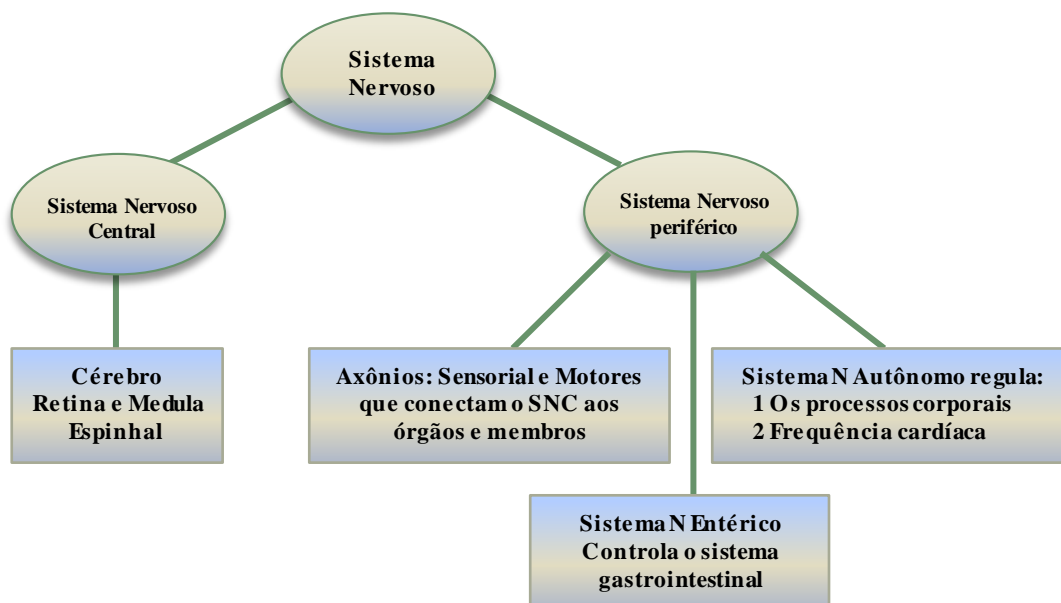 Sistema
Nervoso
Sistema Nervoso
Central
Sistema Nervoso
periférico
Cérebro
Retina e Medula
Espinhal
Axônios: Sensorial e Motores
que conectam o SNC aos
órgãos e membros
Sistema N Autônomo regula:
1 Os processos corporais
2 Frequência cardíaca
Sistema N Entérico
Controla o sistema
gastrointestinal